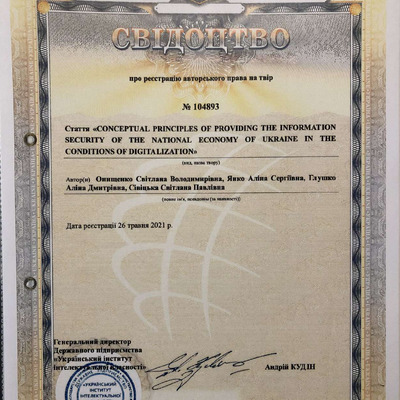 СВІДОЦТВО
про реєстрацію авторського права на твір
№ 104893
Стаття «CONCEPTUAL PRINCIPLES OF PROVIDING THE INFORMATION
SECURITY OF THE NATIONAL ECONOMY OF UKRAINE IN THE
CONDITIONS OF DIGITALIZATION»
(вид, назва твору)
Автор(и) Онищенко Світлана Володимирівна, Янко Аліна Сергіївна, Глушко
Аліна Дмитрівна, Сівіцька Світлана Павлівна
(повне ім'я, псевдонім (за наявності))
Дата реєстрації 26 травня 2021 р.
Генеральний директор
Державного підприємства
«Український інститут
інтелектуальної власності»
Андрій КУДІН
«УКРАЇНСЬКИЙ
ІНСТИТУТ
ІНТЕЛЕКТУАЛЬНОЇ